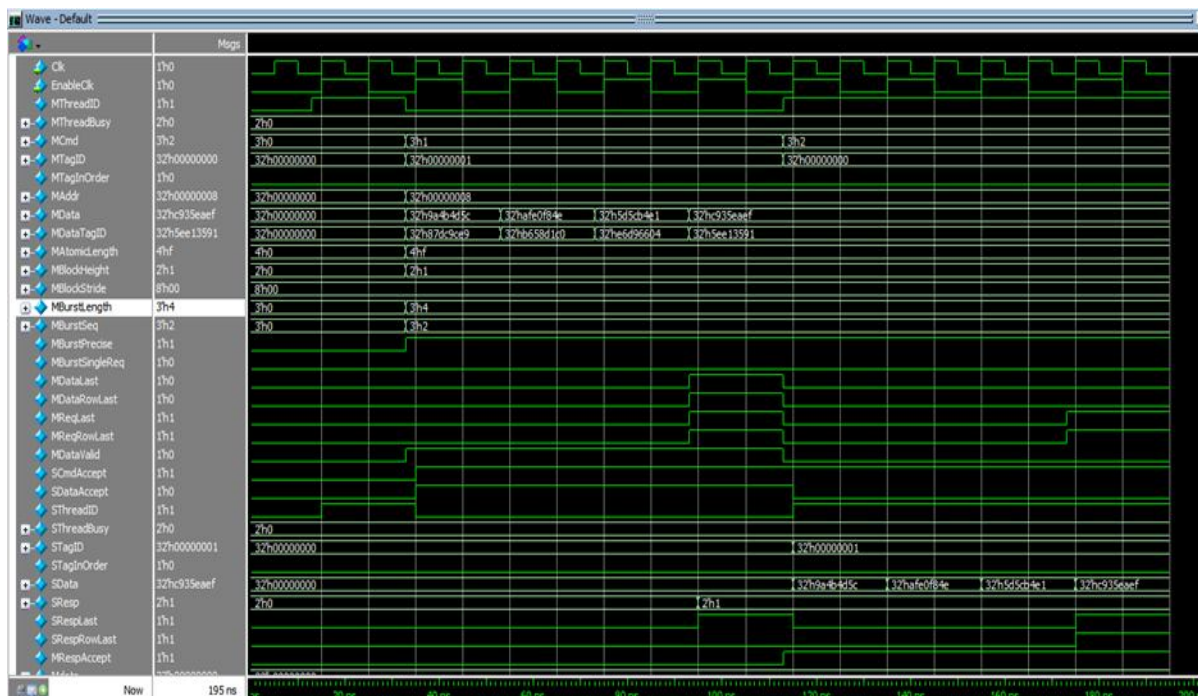 Wave - Default
Msgs
Clk 1'h0
EnableClk 1'h0
MThreadID 1'h1
MThreadBusy 2'h0 2'h0
MCmd 3'h2 3'h0 3'h1 3'h2
MTagID 32'h00000000 32'h00000000 32'h00000001 32'h00000000
MTagInOrder 1'h0
MAddr 32'h00000008 32'h00000000 32'h00000008
MData 32'hc935eaef 32'h00000000 32'h9a4b4d5c 32'hafe0f84e 32'h5d5cb4e1 32'hc935eaef
MDataTagID 32'h5ee13591 32'h00000000 32'h87dc9ce9 32'hb658d1c0 32'he6d96604 32'h5ee13591
MAtomicLength 4'hf 4'h0 4'hf
MBlockHeight 2'h1 2'h0 2'h1
MBlockStride 8'h00 8'h00
MBurstLength 3'h4 3'h0 3'h4
MBurstSeq 3'h2 3'h0 3'h2
MBurstPrecise 1'h1
MBurstSingleReq 1'h0
MDataLast 1'h0
MDataRowLast 1'h0
MReqLast 1'h1
MReqRowLast 1'h1
MDataValid 1'h0
SCmdAccept 1'h1
SDataAccept 1'h0
SThreadID 1'h1
SThreadBusy 2'h0 2'h0
STagID 32'h00000001 32'h00000000 32'h00000001
STagInOrder 1'h0
SData 32'hc935eaef 32'h00000000 32'h9a4b4d5c 32'hafe0f84e 32'h5d5cb4e1 32'hc935eaef
SResp 2'h1 2'h0 2'h1
SRespLast 1'h1
SRespRowLast 1'h1
MRespAccept 1'h1
Now 195 ns